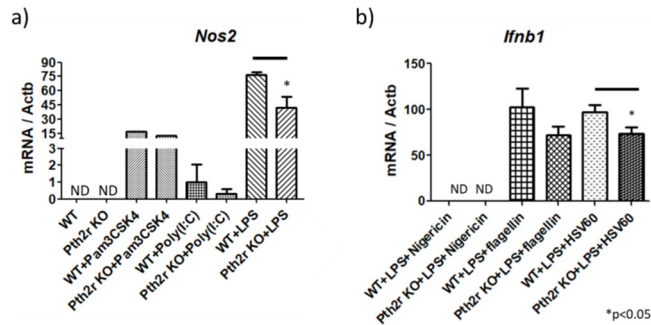 a)
Nos2
mRNA / Actb
90
75
60
45
30
15
3
2
1
0
ND ND
*
WT
Pth2r KO
WT+Pam3CSK4
Pth2r KO+Pam3CSK4
WT+Poly(I:C)
Pth2r KO+Poly(I:C)
WT+LPS
Pth2r KO+LPS
b)
Ifnb1
mRNA / Actb
150
100
50
0
ND ND
*
WT+LPS+Nigericin
Pth2r KO+LPS+Nigericin
WT+LPS+flagellin
Pth2r KO+LPS+flagellin
WT+LPS+HSV60
Pth2r KO+LPS+HSV60
*p<0.05